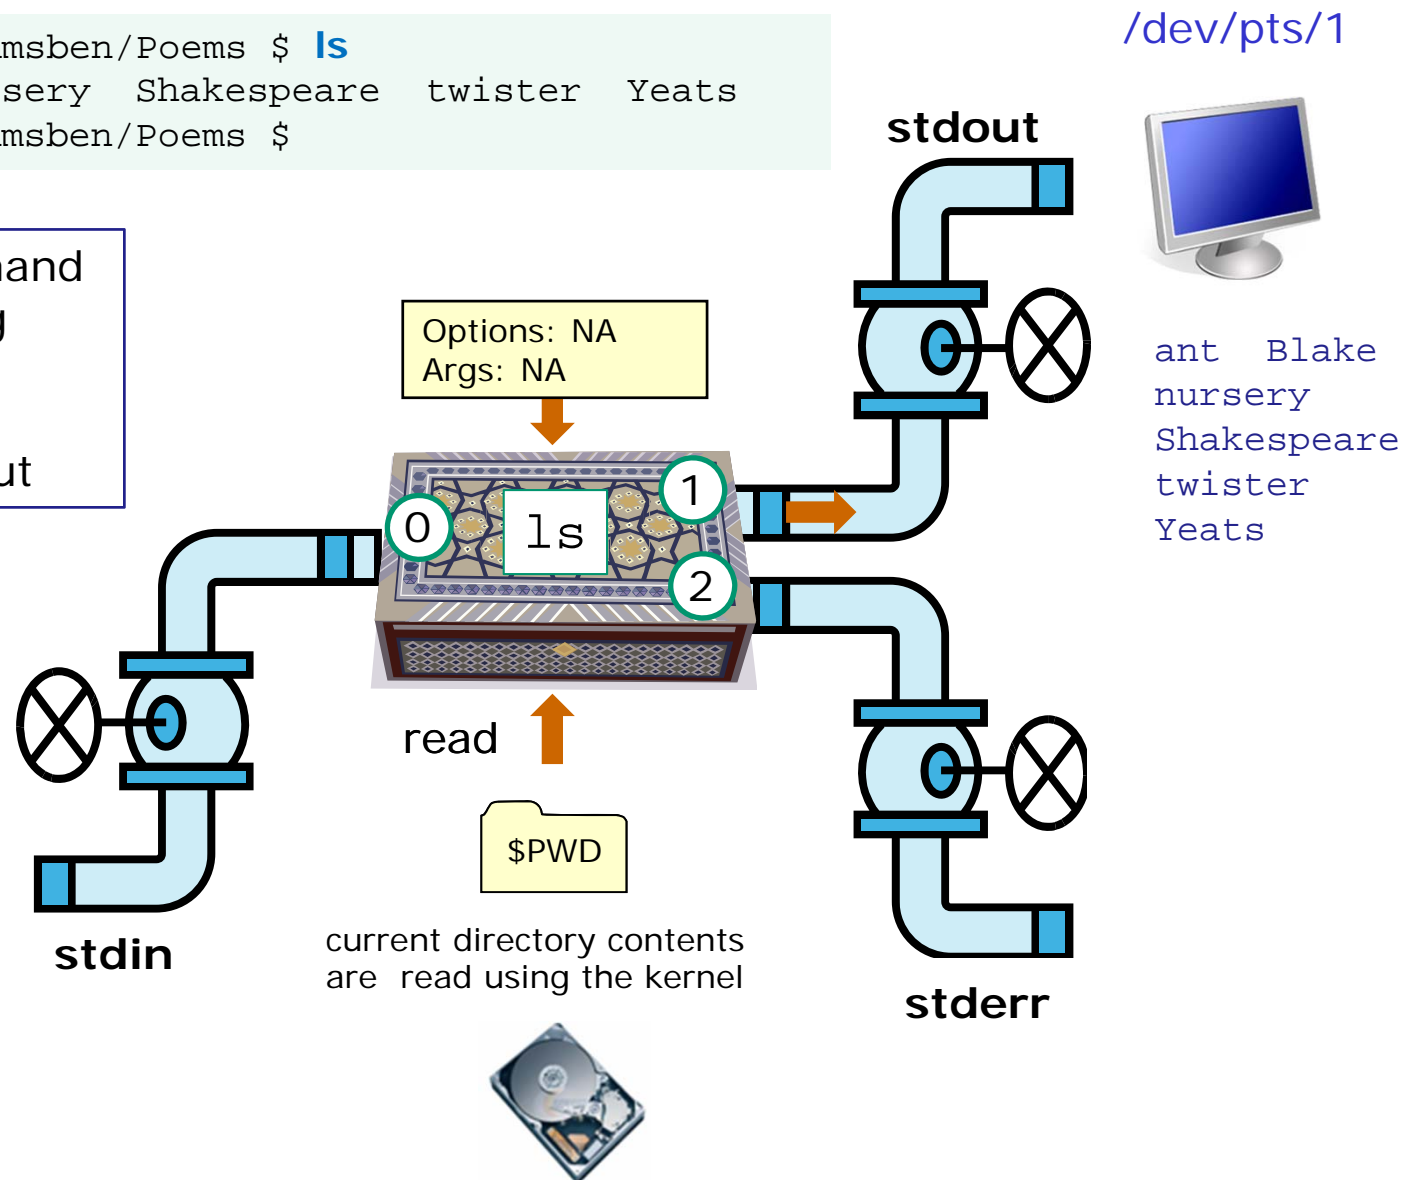 /dev/pts/1
msben/Poems $ ls
sery Shakespeare twister Yeats
msben/Poems $
stdout
ut
Options: NA
Args: NA
ant Blake
nursery
Shakespeare
twister
Yeats
0
1
ls
2
read
$PWD
stdin
current directory contents
are read using the kernel
stderr